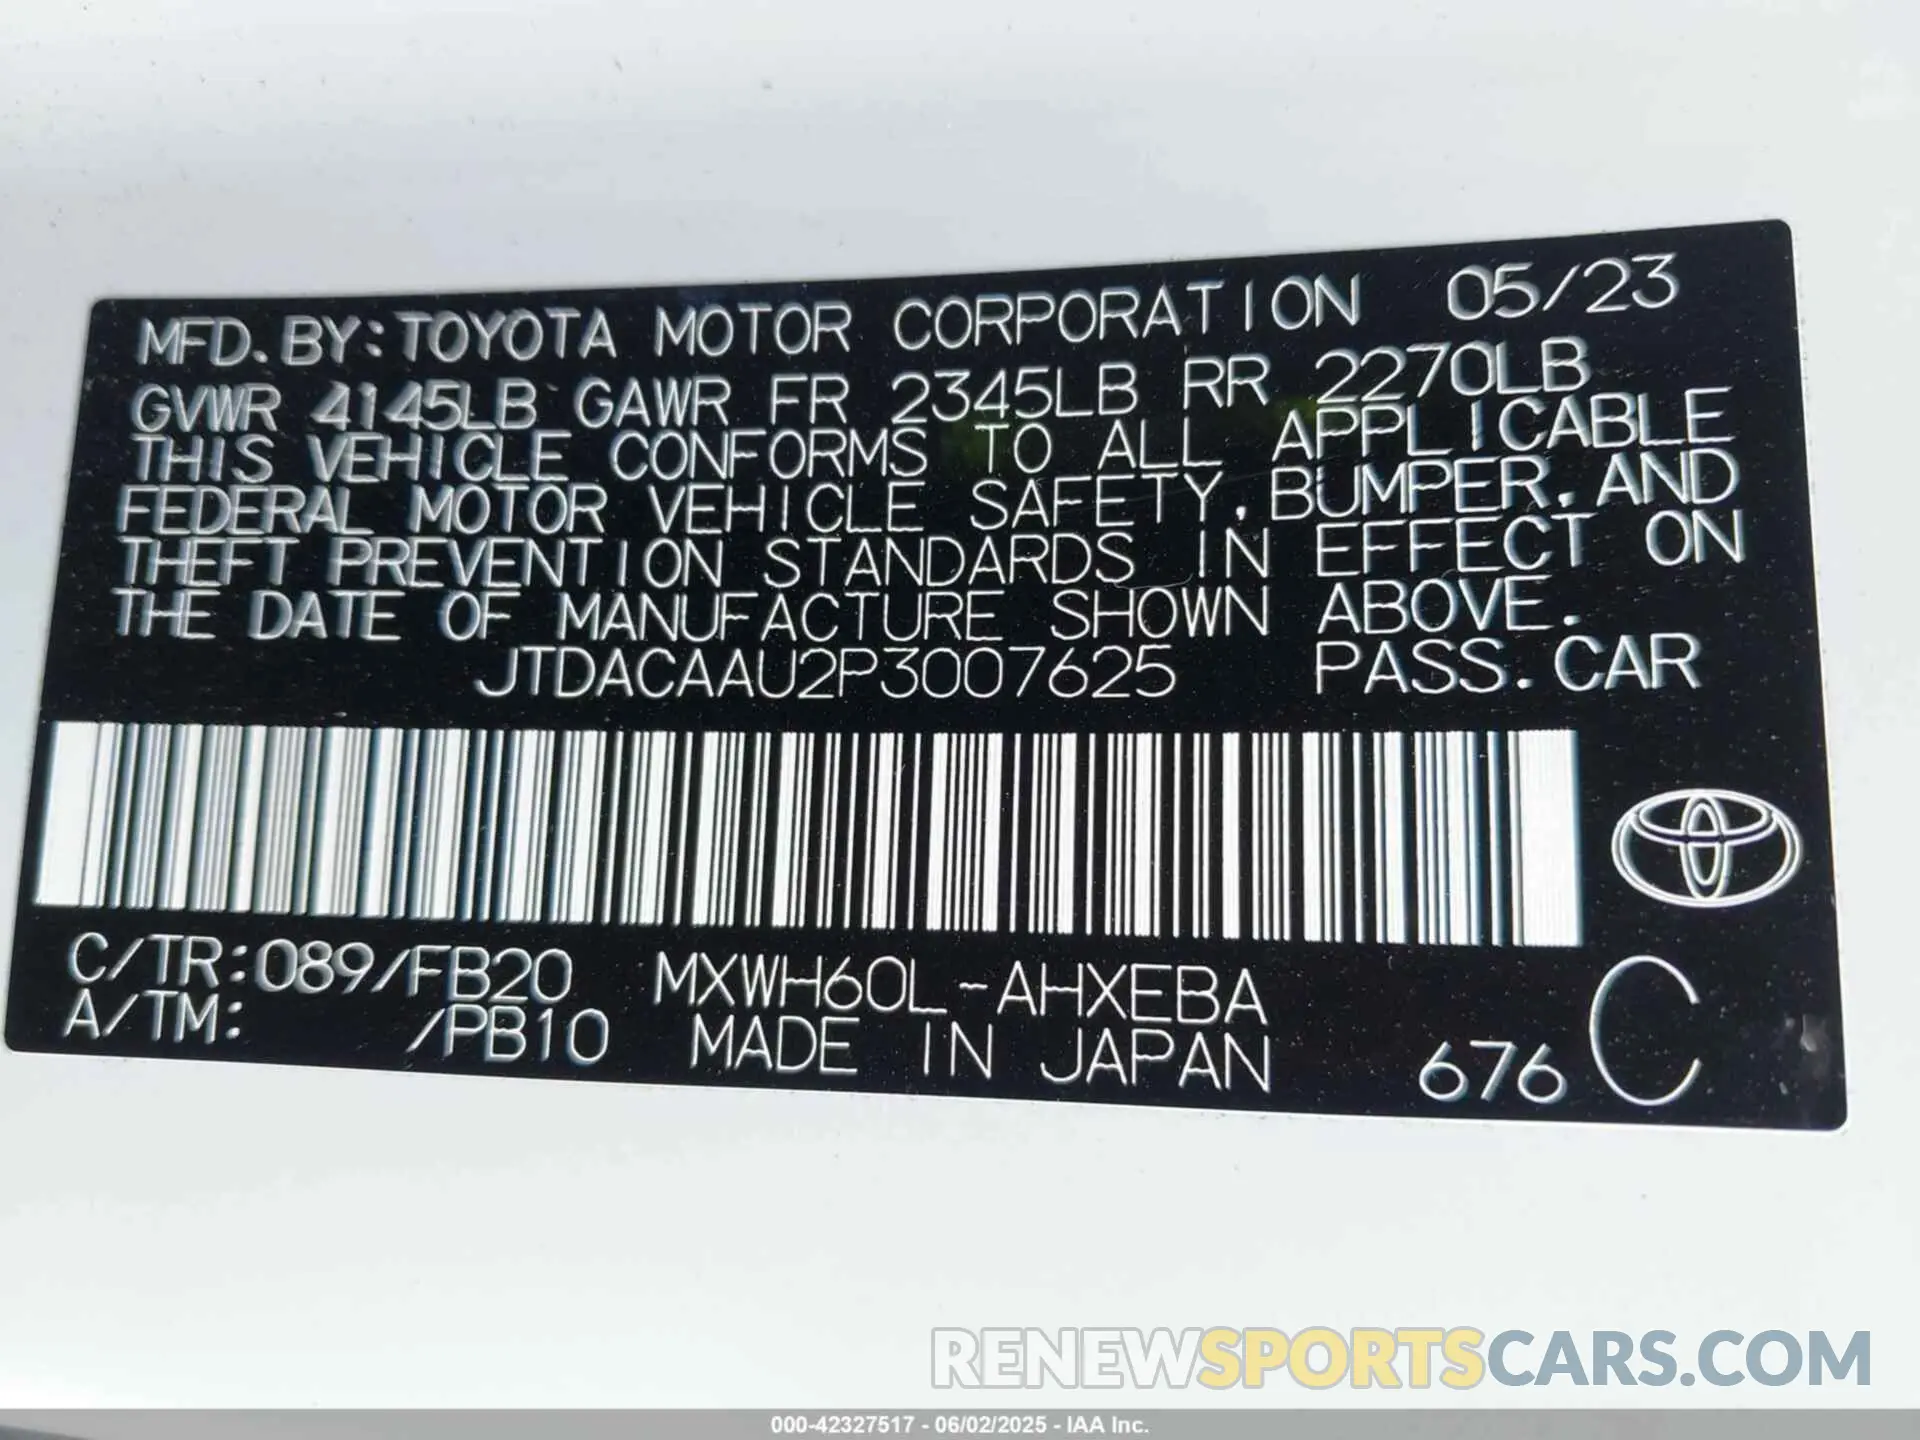 MFD. BY: TOYOTA MOTOR CORPORATION 05/23
GVWR 4145LB GAWR FR 2345LB RR 2270LB
THIS VEHICLE CONFORMS TO ALL APPLICABLE
FEDERAL MOTOR VEHICLE SAFETY, BUMPER, AND
THEFT PREVENTION STANDARDS IN EFFECT ON
THE DATE OF MANUFACTURE SHOWN ABOVE.
JTDACAAU2P3007625 PASS. CAR
C/TR: 089/FB20 MXWH60L-AHXEBA
A/TM: /PB10 MADE IN JAPAN 676 C
RENEWSPORTSCARS.COM
000-42327517 - 06/02/2025 - IAA Inc.